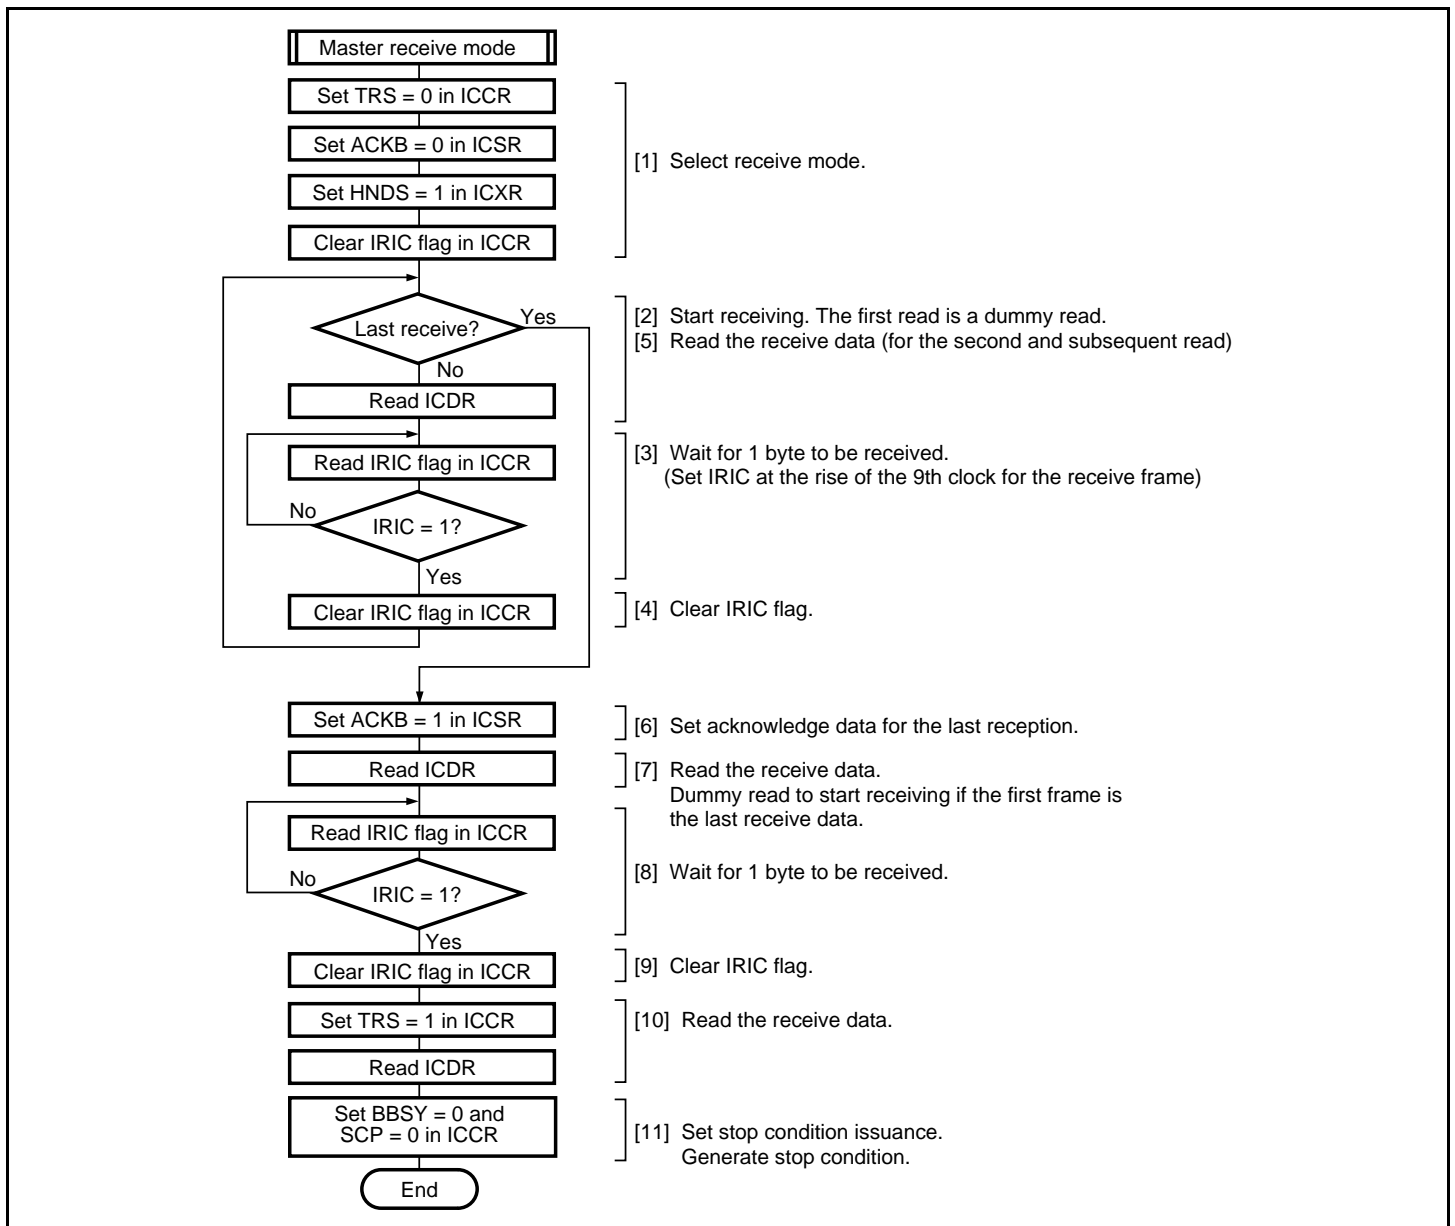 Master receive mode
Set TRS = 0 in ICCR
Set ACKB = 0 in ICSR
[1] Select receive mode.
Set HNDS = 1 in ICXR
Clear IRIC flag in ICCR
Last receive?
Yes
[2] Start receiving. The first read is a dummy read.
[5] Read the receive data (for the second and subsequent read)
No
Read ICDR
Read IRIC flag in ICCR
[3] Wait for 1 byte to be received.
(Set IRIC at the rise of the 9th clock for the receive frame)
No
IRIC = 1?
Yes
Clear IRIC flag in ICCR
[4] Clear IRIC flag.
Set ACKB = 1 in ICSR
[6] Set acknowledge data for the last reception.
Read ICDR
[7] Read the receive data.
Dummy read to start receiving if the first frame is
the last receive data.
Read IRIC flag in ICCR
No
IRIC = 1?
[8] Wait for 1 byte to be received.
Yes
Clear IRIC flag in ICCR
[9] Clear IRIC flag.
Set TRS = 1 in ICCR
[10] Read the receive data.
Read ICDR
Set BBSY = 0 and
SCP = 0 in ICCR
[11] Set stop condition issuance.
Generate stop condition.
End